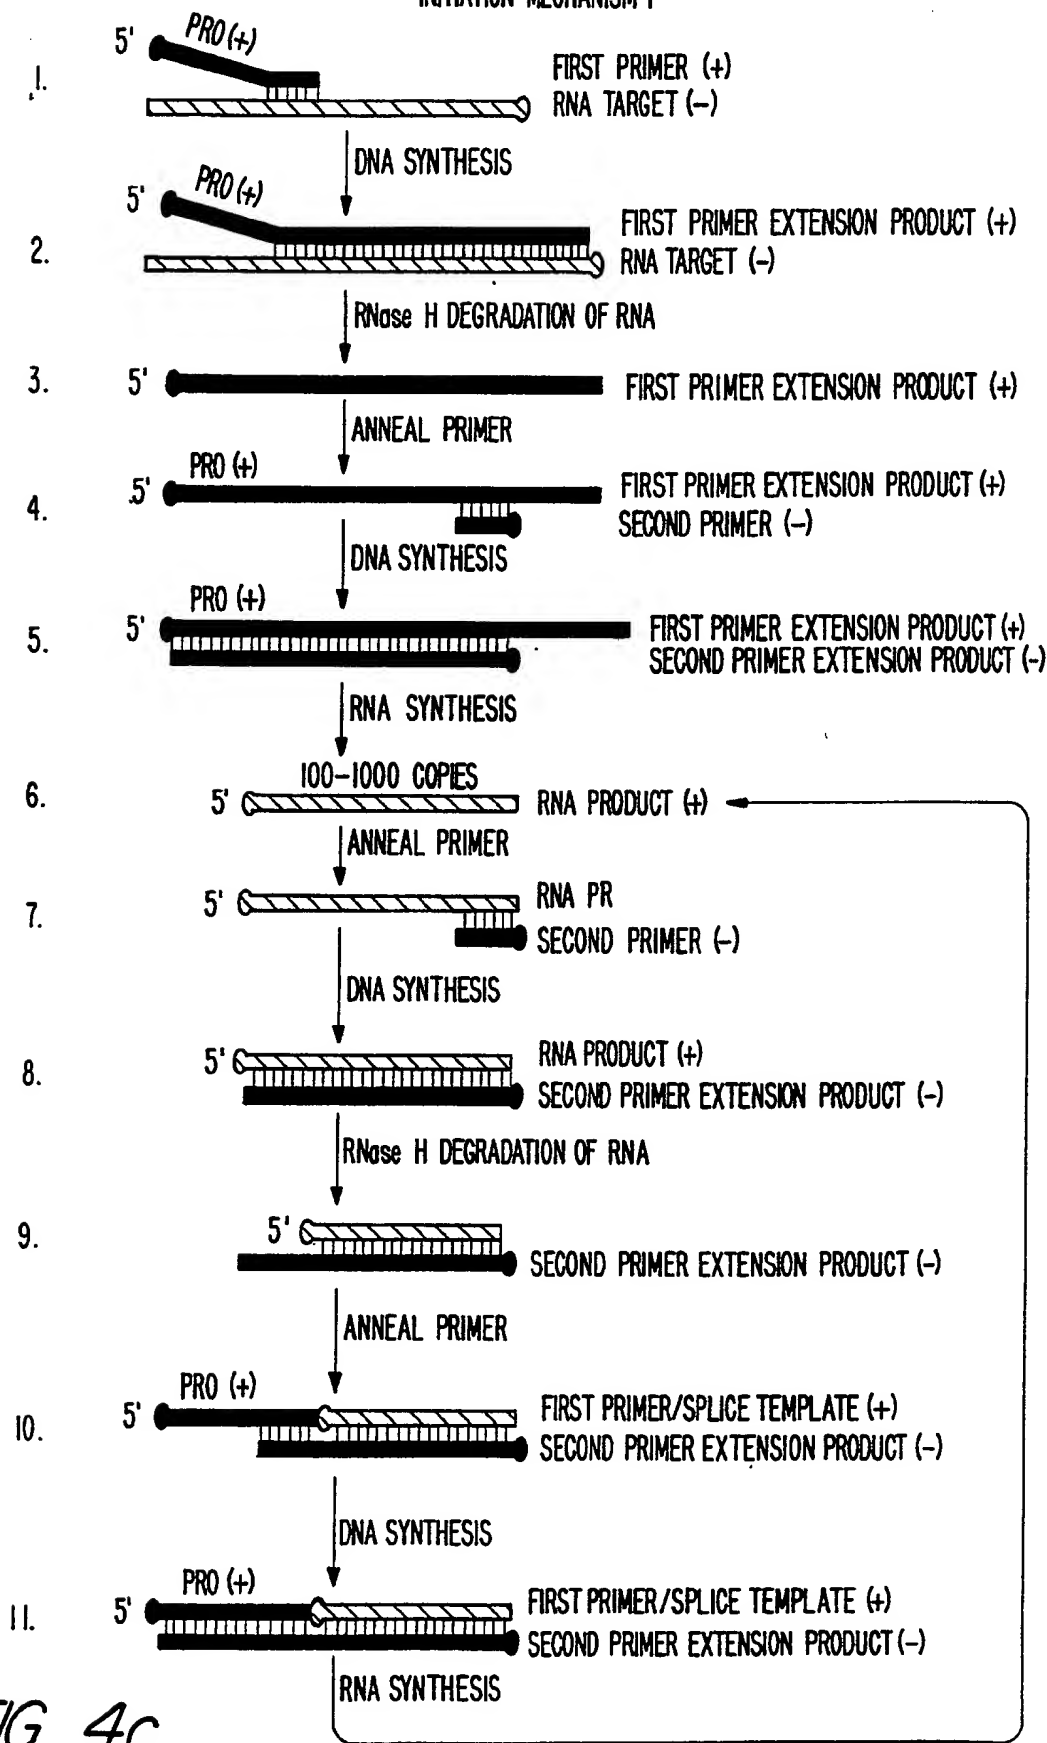 INITIATION MECHANISM I
1.
5' PRO (+)
FIRST PRIMER (+)
RNA TARGET (-)
DNA SYNTHESIS
2.
5' PRO (+)
FIRST PRIMER EXTENSION PRODUCT (+)
RNA TARGET (-)
RNase H DEGRADATION OF RNA
3.
5'
FIRST PRIMER EXTENSION PRODUCT (+)
ANNEAL PRIMER
4.
PRO (+)
5'
FIRST PRIMER EXTENSION PRODUCT (+)
SECOND PRIMER (-)
DNA SYNTHESIS
5.
PRO (+)
5'
FIRST PRIMER EXTENSION PRODUCT (+)
SECOND PRIMER EXTENSION PRODUCT (-)
RNA SYNTHESIS
6.
100-1000 COPIES
5'
RNA PRODUCT (+)
ANNEAL PRIMER
7.
5'
RNA PR
SECOND PRIMER (-)
DNA SYNTHESIS
8.
5'
RNA PRODUCT (+)
SECOND PRIMER EXTENSION PRODUCT (-)
RNase H DEGRADATION OF RNA
9.
5'
SECOND PRIMER EXTENSION PRODUCT (-)
ANNEAL PRIMER
10.
PRO (+)
5'
FIRST PRIMER/SPLICE TEMPLATE (+)
SECOND PRIMER EXTENSION PRODUCT (-)
DNA SYNTHESIS
11.
PRO (+)
5'
FIRST PRIMER/SPLICE TEMPLATE (+)
SECOND PRIMER EXTENSION PRODUCT (-)
RNA SYNTHESIS
FIG 4c